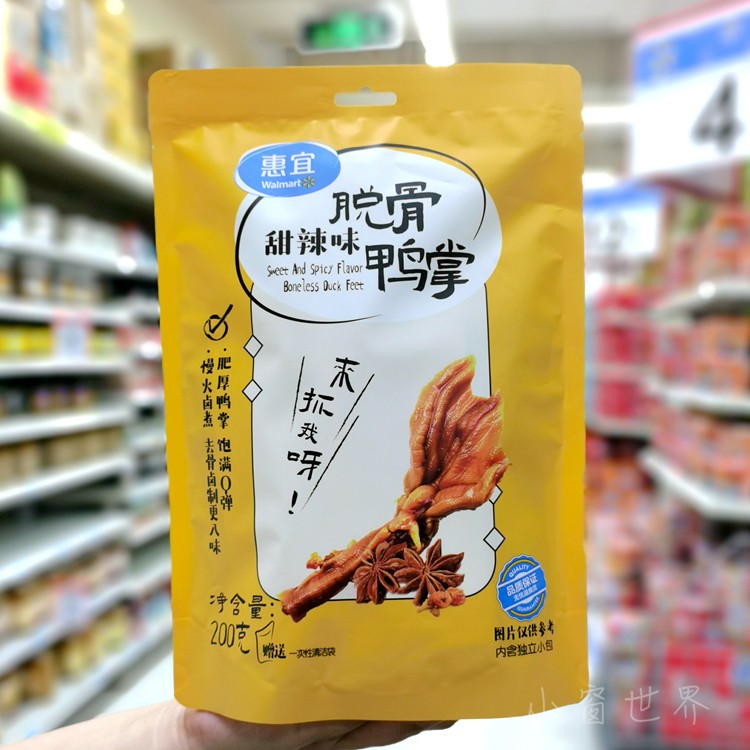 惠宜
Walmart
甜辣味
脱骨
鸭掌
Sweet And Spicy Flavor
Boneless Duck Feet
·肥厚鸭掌 饱满Q弹
·慢火卤煮 去骨卤制更入味
来抓我呀!
净含量:
200克
赠送 一次性清洁袋
QUALITY
品质保证
GUARANTEE
图片仅供参考
内含独立小包
4
小窗世界